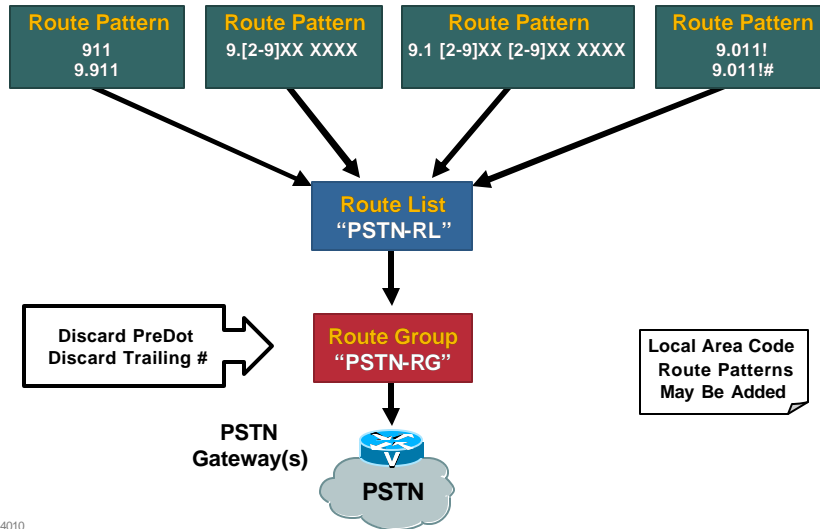 Route Pattern
911
9.911
Route Pattern
9.[2-9]XX XXXX
Route Pattern
9.1 [2-9]XX [2-9]XX XXXX
Route Pattern
9.011!
9.011!#
Route List
“PSTN-RL”
Discard PreDot
Discard Trailing #
Route Group
“PSTN-RG”
Local Area Code
Route Patterns
May Be Added
PSTN
Gateway(s)
V
PSTN
4010